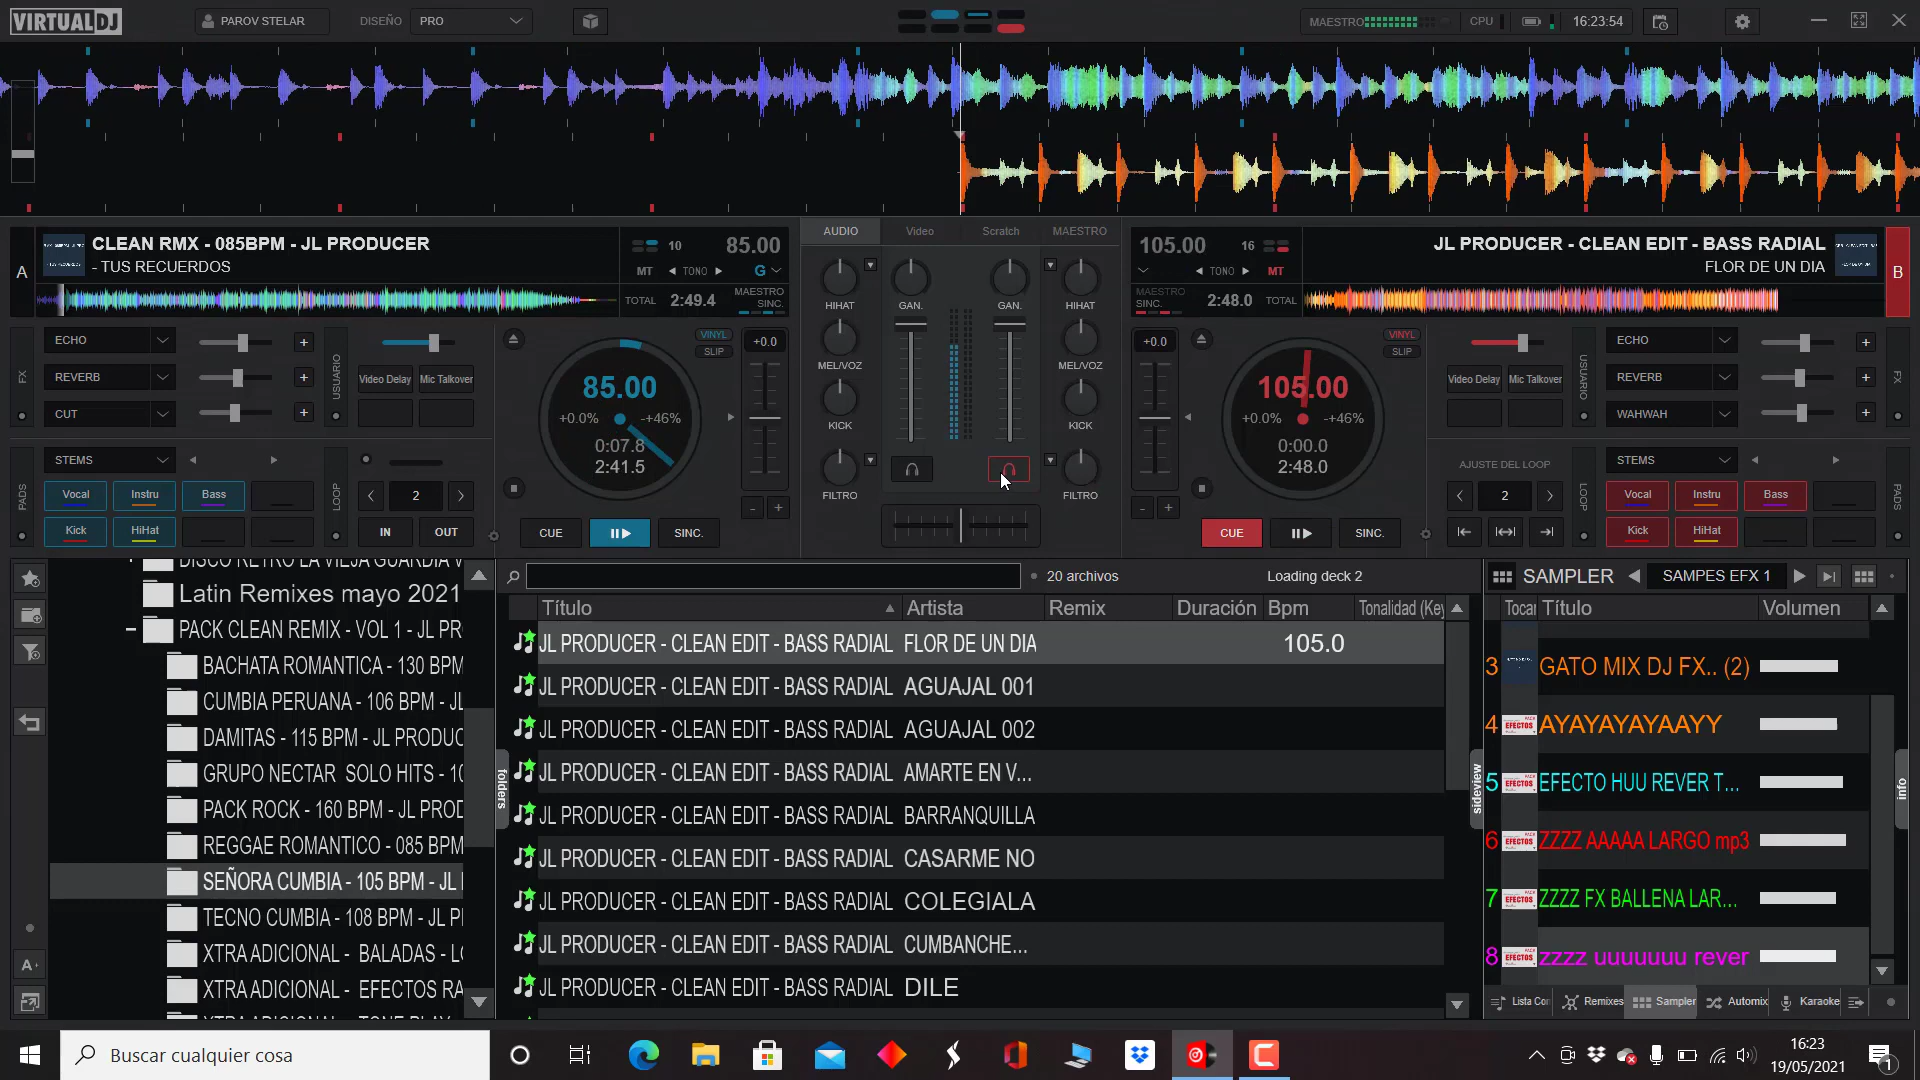 VIRTUALDJ
PAROV STELAR
DISEÑO
PRO
MAESTRO
CPU
16:23:54
A
CLEAN RMX - 085BPM - JL PRODUCER
- TUS RECUERDOS
10
85.00
MT
TONO
G
TOTAL
2:49.4
MAESTRO
SINC.
AUDIO
Video
Scratch
MAESTRO
105.00
16
TONO
MT
MAESTRO
SINC.
2:48.0
TOTAL
JL PRODUCER - CLEAN EDIT - BASS RADIAL
FLOR DE UN DIA
B
FX
ECHO
REVERB
CUT
USUARIO
Video Delay
Mic Talkover
85.00
+0.0%
-+46%
0:07.8
2:41.5
VINYL
SLIP
+0.0
HIHAT
GAN.
GAN.
HIHAT
MEL/VOZ
MEL/VOZ
KICK
KICK
FILTRO
FILTRO
+0.0
105.00
+0.0%
-+46%
0:00.0
2:48.0
VINYL
SLIP
Video Delay
Mic Talkover
USUARIO
ECHO
REVERB
WAHWAH
FX
PADS
STEMS
Vocal
Instru
Bass
Kick
HiHat
LOOP
2
IN
OUT
CUE
SINC.
CUE
SINC.
AJUSTE DEL LOOP
2
LOOP
STEMS
Vocal
Instru
Bass
Kick
HiHat
PADS
Latin Remixes mayo 2021
PACK CLEAN REMIX - VOL 1 - JL PR
BACHATA ROMANTICA - 130 BPM
CUMBIA PERUANA - 106 BPM - JL
DAMITAS - 115 BPM - JL PRODUC
GRUPO NECTAR SOLO HITS - 10
PACK ROCK - 160 BPM - JL PROD
REGGAE ROMANTICO - 085 BPM
SEÑORA CUMBIA - 105 BPM - JL
TECNO CUMBIA - 108 BPM - JL P
XTRA ADICIONAL - BALADAS - L
XTRA ADICIONAL - EFECTOS RA
folders
20 archivos
Loading deck 2
Título
Artista
Remix
Duración
Bpm
Tonalidad (Key
JL PRODUCER - CLEAN EDIT - BASS RADIAL FLOR DE UN DIA 105.0
JL PRODUCER - CLEAN EDIT - BASS RADIAL AGUAJAL 001
JL PRODUCER - CLEAN EDIT - BASS RADIAL AGUAJAL 002
JL PRODUCER - CLEAN EDIT - BASS RADIAL AMARTE EN V...
JL PRODUCER - CLEAN EDIT - BASS RADIAL BARRANQUILLA
JL PRODUCER - CLEAN EDIT - BASS RADIAL CASARME NO
JL PRODUCER - CLEAN EDIT - BASS RADIAL COLEGIALA
JL PRODUCER - CLEAN EDIT - BASS RADIAL CUMBANCHE...
JL PRODUCER - CLEAN EDIT - BASS RADIAL DILE
sideview
SAMPLER
SAMPES EFX 1
Tocar
Título
Volumen
3 GATO MIX DJ FX.. (2)
4 EFECTOS AYAYAYAYAAYY
5 EFECTOS EFECTO HUU REVER T...
6 EFECTOS ZZZZ AAAAA LARGO mp3
7 EFECTOS ZZZZ FX BALLENA LAR...
8 EFECTOS zzzz uuuuuuu rever
info
Lista Con
Remixes
Sampler
Automix
Karaoke
Buscar cualquier cosa
16:23
19/05/2021
1